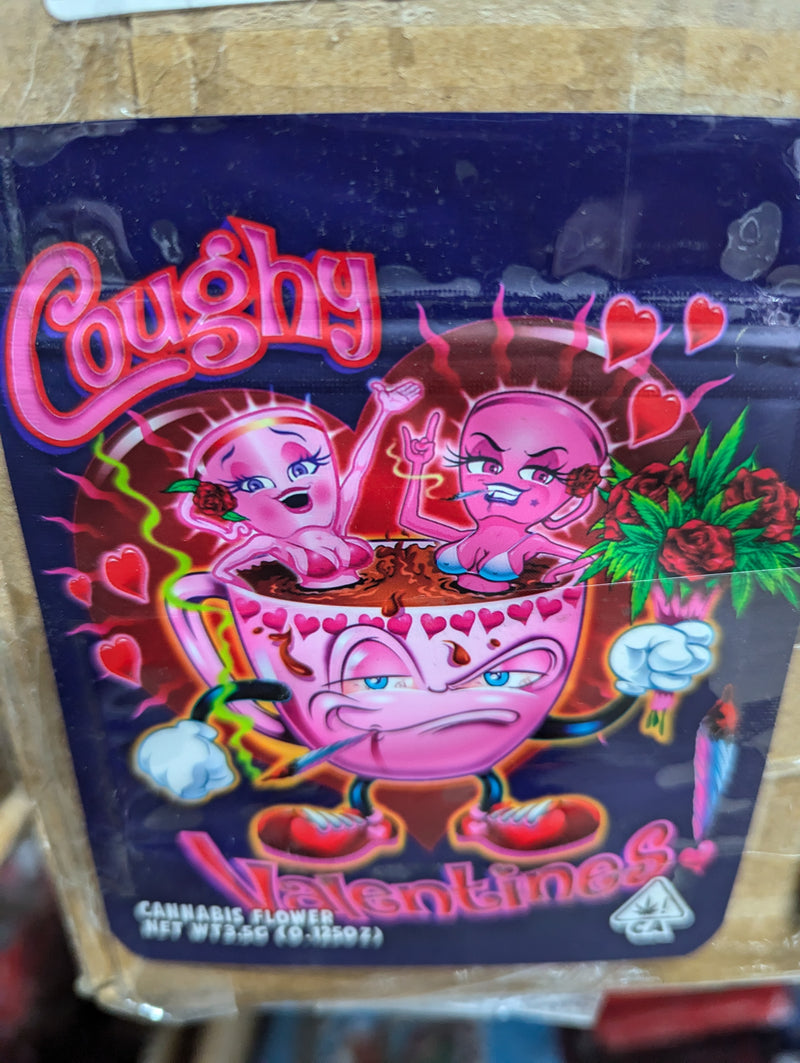 Coughy
Valentines
CANNABIS FLOWER
NET WT3.5G (0.125OZ)
CA